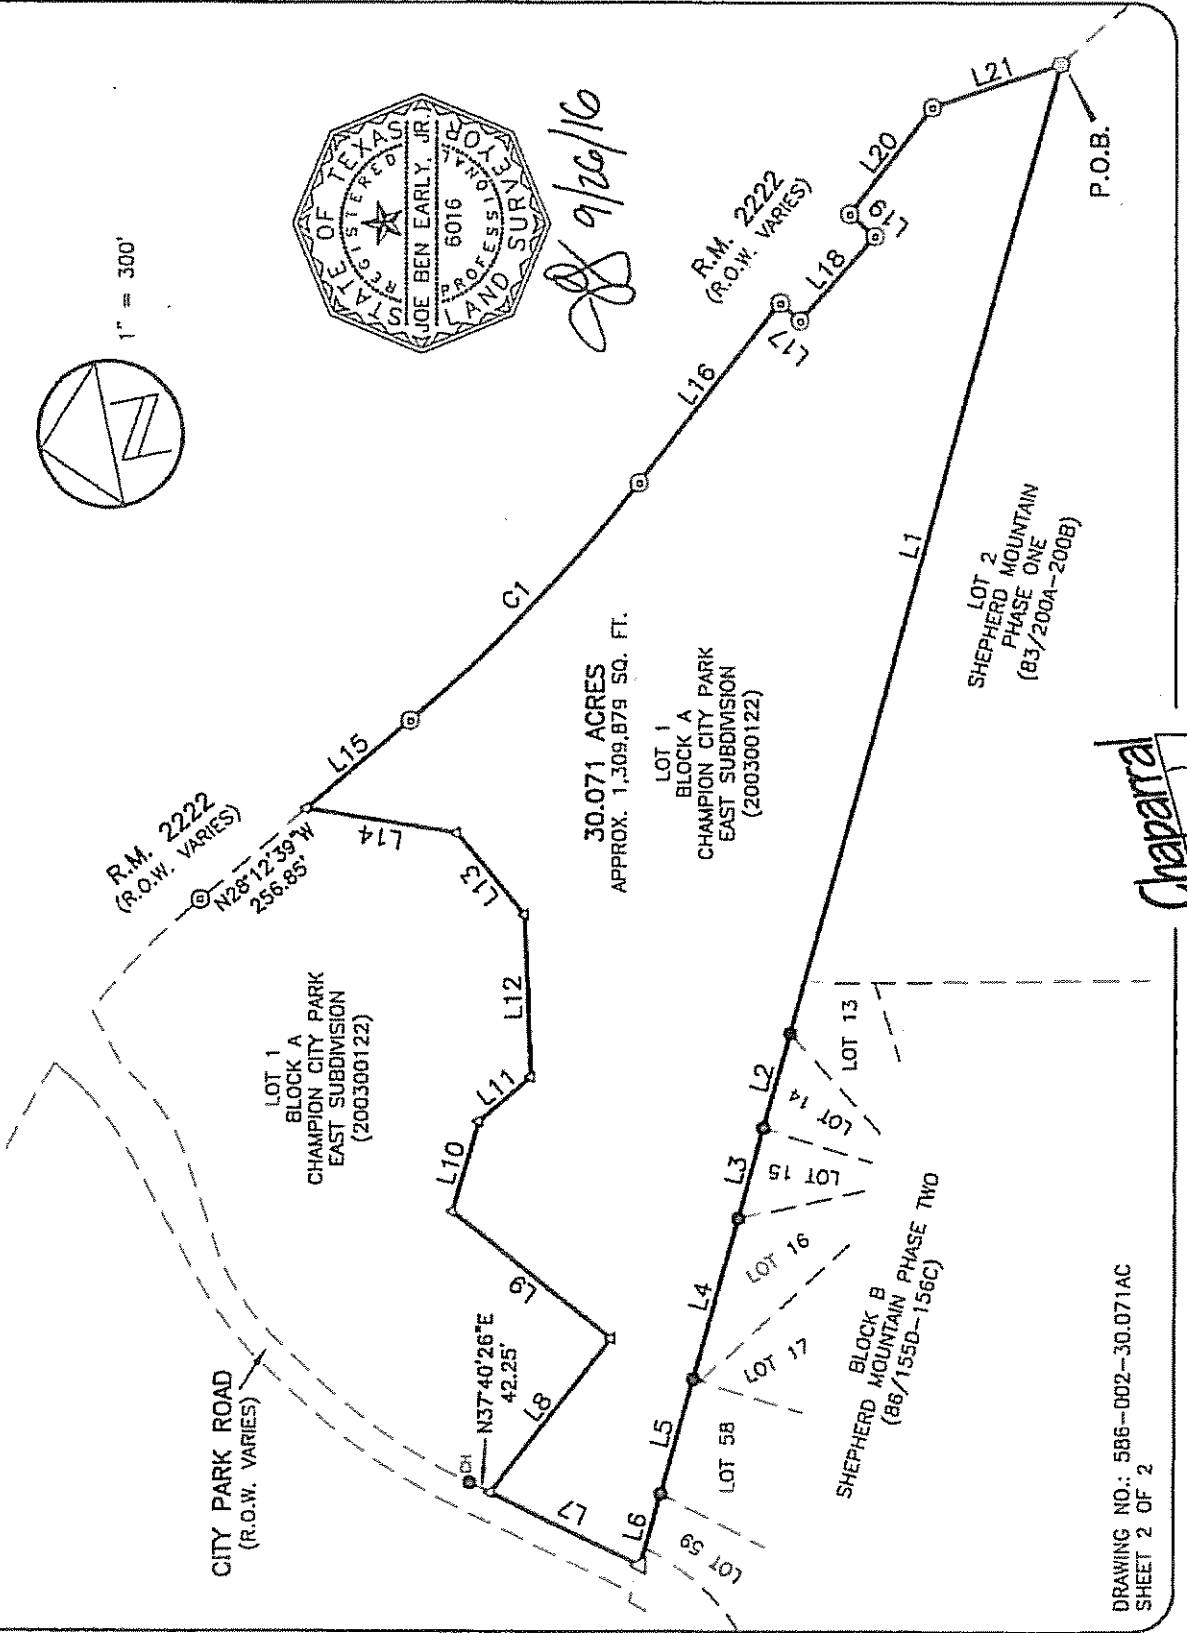 1" = 300'
STATE OF TEXAS
REGISTERED
JOE BEN EARLY, JR.
6016
PROFESSIONAL
LAND SURVEYOR
9/26/16
R.M. 2222
(R.O.W. VARIES)
N28°12'39"W
256.85'
R.M. 2222
(R.O.W. VARIES)
CITY PARK ROAD
(R.O.W. VARIES)
LOT 1
BLOCK A
CHAMPION CITY PARK
EAST SUBDIVISION
(200300122)
CH
N37°40'26"E
42.25'
L7
L8
L9
L10
L11
L12
L13
L14
L15
C1
L16
L17
L18
L19
L20
L21
P.O.B.
30.071 ACRES
APPROX. 1,309,879 SQ. FT.
LOT 1
BLOCK A
CHAMPION CITY PARK
EAST SUBDIVISION
(200300122)
L6
L5
L4
L3
L2
L1
LOT 59
LOT 58
LOT 17
LOT 16
LOT 15
LOT 14
LOT 13
LOT 2
SHEPHERD MOUNTAIN
PHASE ONE
(83/200A-200B)
BLOCK B
SHEPHERD MOUNTAIN PHASE TWO
(86/155D-156C)
DRAWING NO.: 586-002-30.071AC
SHEET 2 OF 2
Chaparral